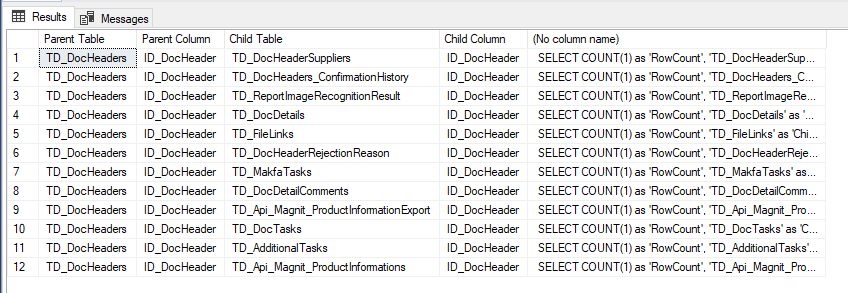 Results Messages
Parent Table Parent Column Child Table Child Column (No column name)
1 TD_DocHeaders ID_DocHeader TD_DocHeaderSuppliers ID_DocHeader SELECT COUNT(1) as 'RowCount', 'TD_DocHeaderSup...
2 TD_DocHeaders ID_DocHeader TD_DocHeaders_ConfirmationHistory ID_DocHeader SELECT COUNT(1) as 'RowCount', 'TD_DocHeaders_C...
3 TD_DocHeaders ID_DocHeader TD_ReportImageRecognitionResult ID_DocHeader SELECT COUNT(1) as 'RowCount', 'TD_ReportImageRe...
4 TD_DocHeaders ID_DocHeader TD_DocDetails ID_DocHeader SELECT COUNT(1) as 'RowCount', 'TD_DocDetails' as '...
5 TD_DocHeaders ID_DocHeader TD_FileLinks ID_DocHeader SELECT COUNT(1) as 'RowCount', 'TD_FileLinks' as 'Chi...
6 TD_DocHeaders ID_DocHeader TD_DocHeaderRejectionReason ID_DocHeader SELECT COUNT(1) as 'RowCount', 'TD_DocHeaderReje...
7 TD_DocHeaders ID_DocHeader TD_MakfaTasks ID_DocHeader SELECT COUNT(1) as 'RowCount', 'TD_MakfaTasks' as...
8 TD_DocHeaders ID_DocHeader TD_DocDetailComments ID_DocHeader SELECT COUNT(1) as 'RowCount', 'TD_DocDetailComm...
9 TD_DocHeaders ID_DocHeader TD_Api_Magnit_ProductInformationExport ID_DocHeader SELECT COUNT(1) as 'RowCount', 'TD_Api_Magnit_Pro...
10 TD_DocHeaders ID_DocHeader TD_DocTasks ID_DocHeader SELECT COUNT(1) as 'RowCount', 'TD_DocTasks' as 'C...
11 TD_DocHeaders ID_DocHeader TD_AdditionalTasks ID_DocHeader SELECT COUNT(1) as 'RowCount', 'TD_AdditionalTasks'...
12 TD_DocHeaders ID_DocHeader TD_Api_Magnit_ProductInformations ID_DocHeader SELECT COUNT(1) as 'RowCount', 'TD_Api_Magnit_Pro...